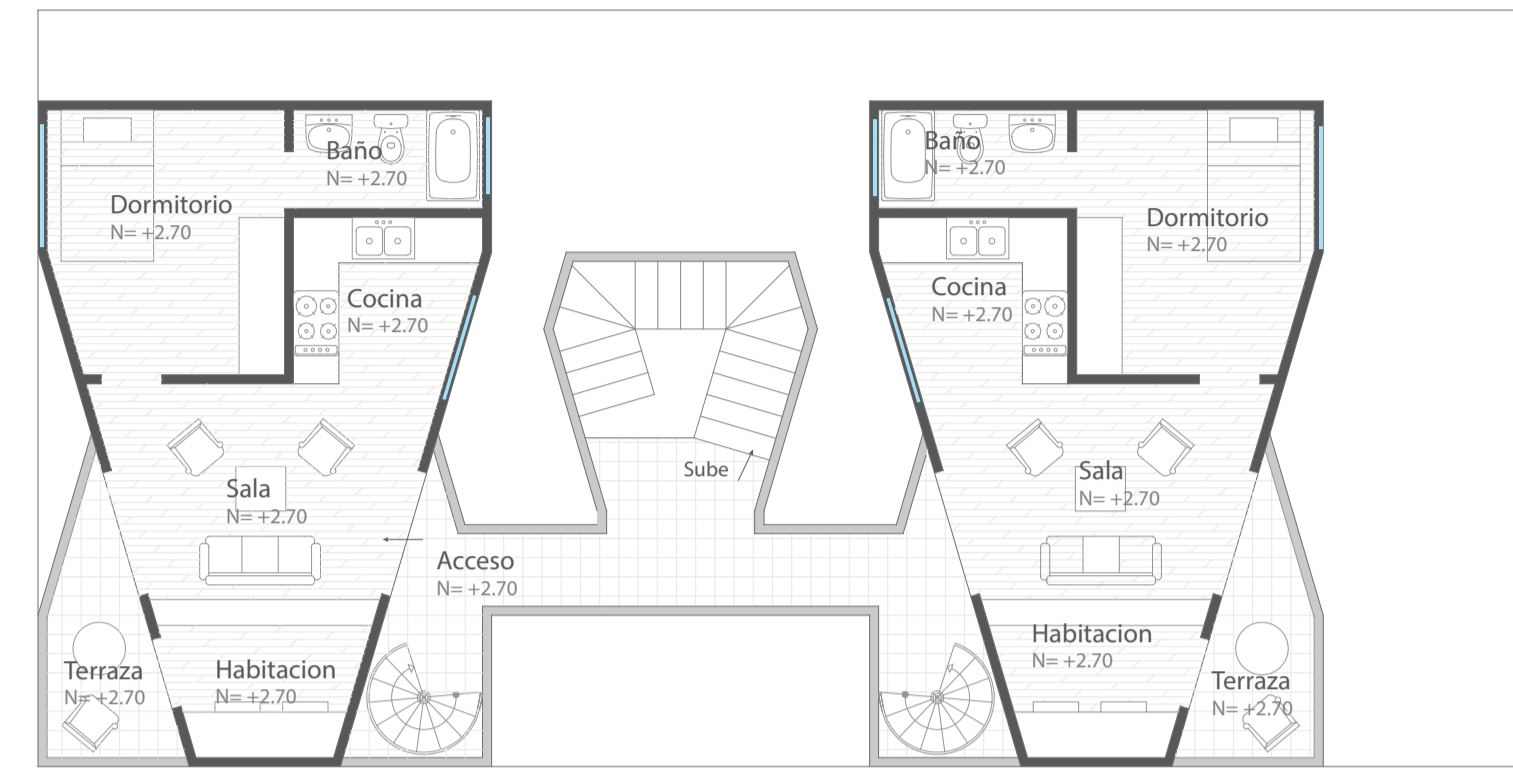 Baño
N= +2.70
Dormitorio
N= +2.70
Cocina
N= +2.70
Sala
N= +2.70
Acceso
N= +2.70
Terraza
N= +2.70
Habitacion
N= +2.70
Sube
Baño
N= +2.70
Dormitorio
N= +2.70
Cocina
N= +2.70
Sala
N= +2.70
Habitacion
N= +2.70
Terraza
N= +2.70